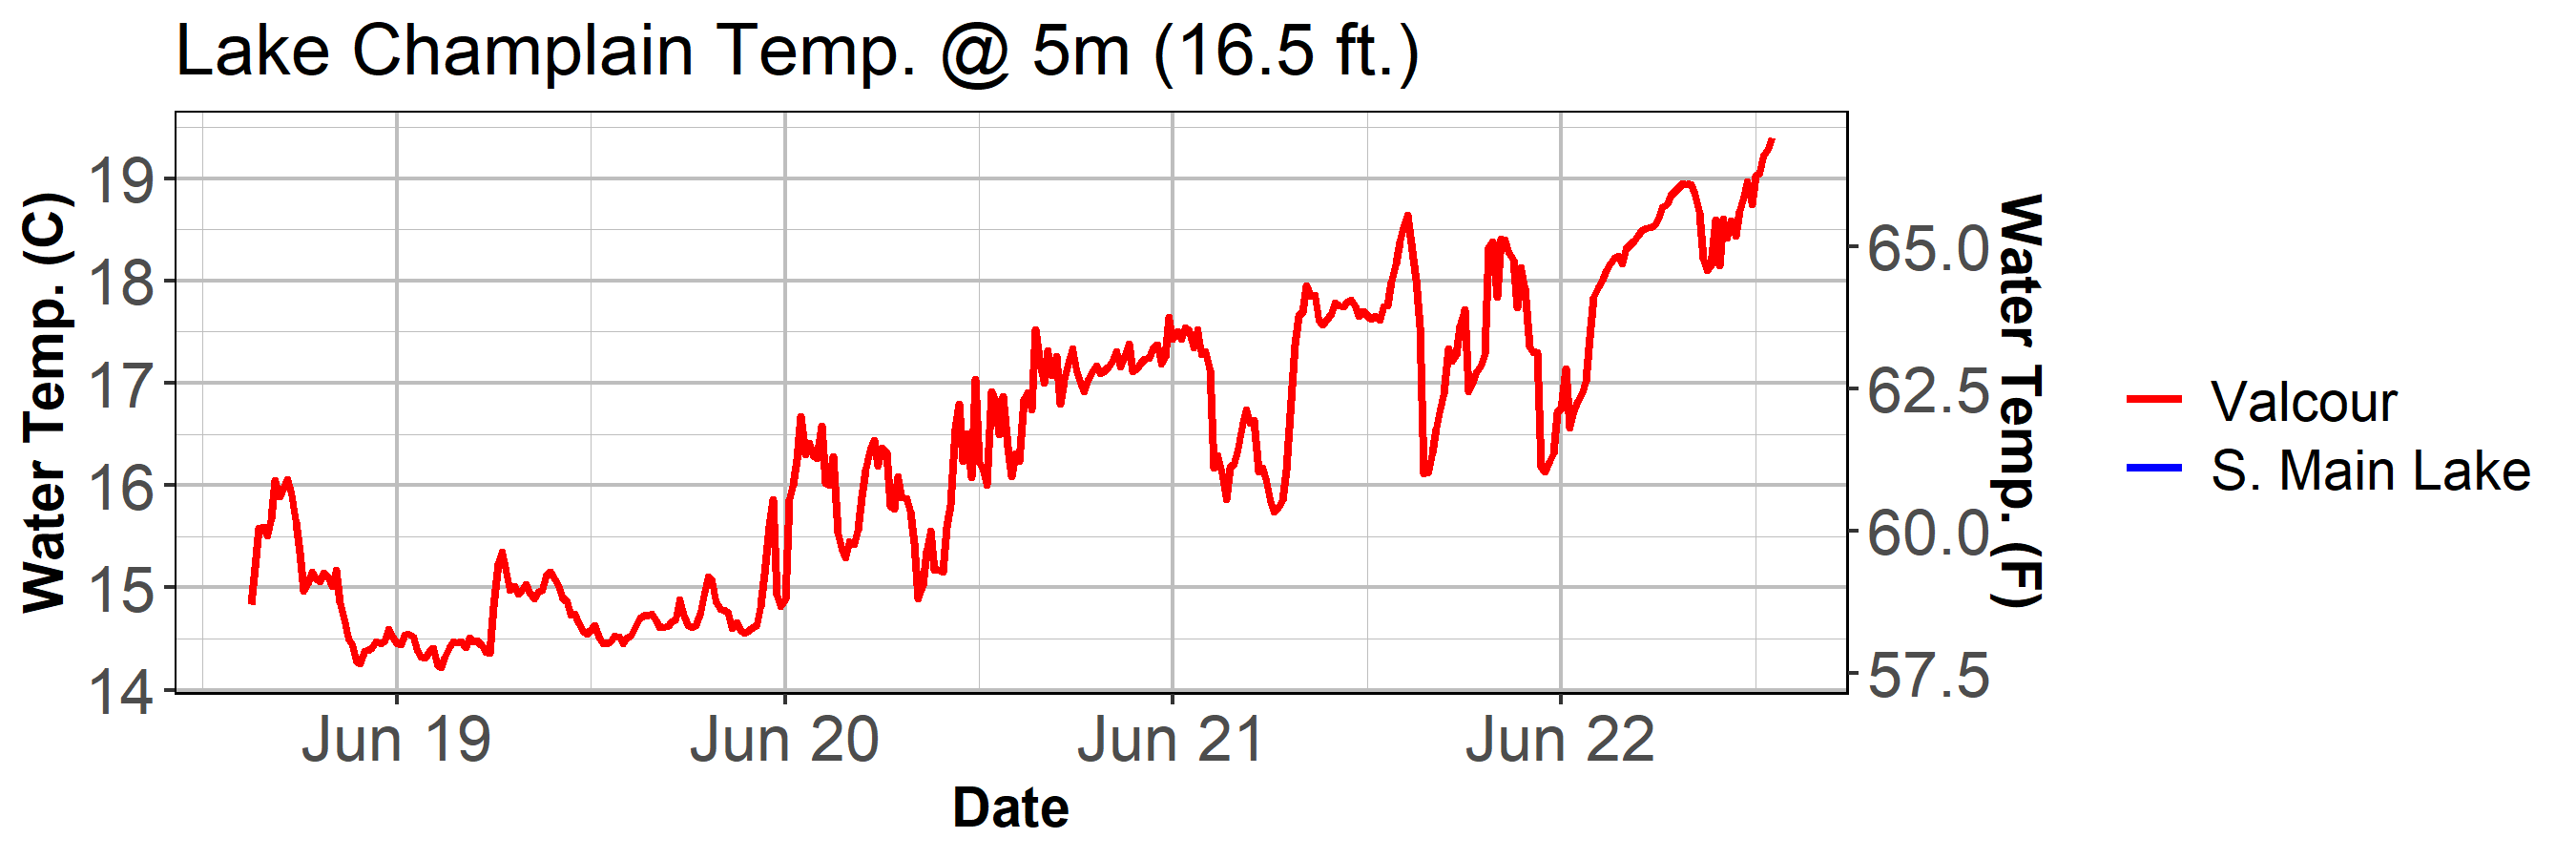 Lake Champlain Temp. @ 5m (16.5 ft.)
Water Temp. (C)
19
18
17
16
15
14
65.0
62.5
60.0
57.5
Water Temp. (F)
Jun 19
Jun 20
Jun 21
Jun 22
Date
Valcour
S. Main Lake